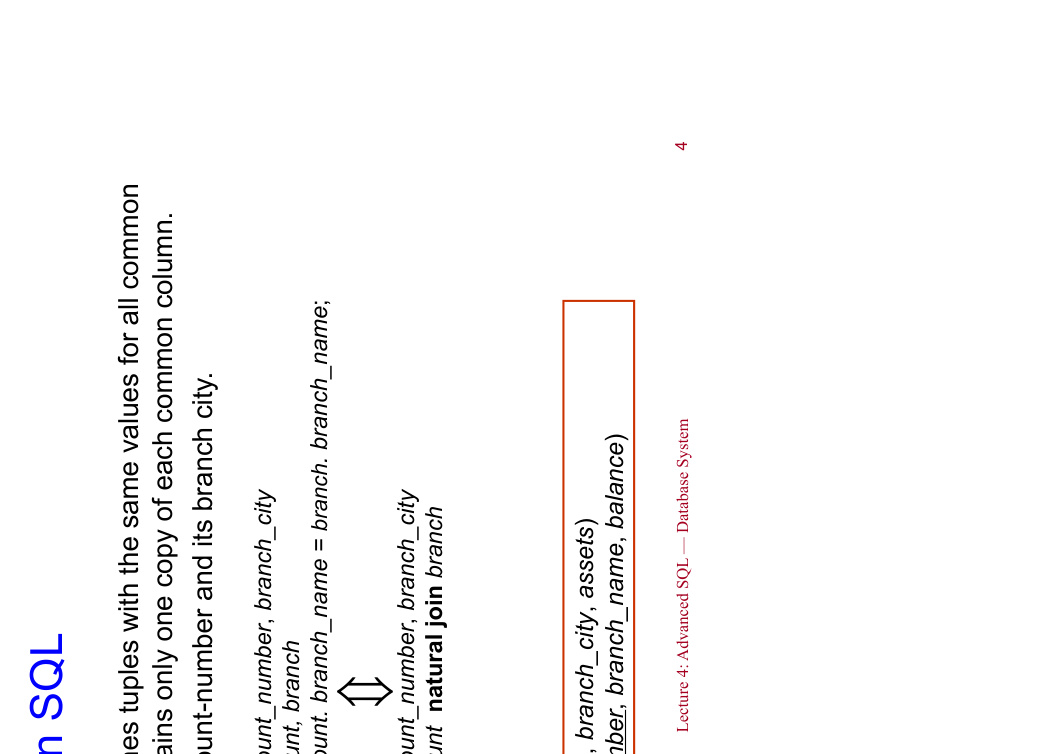 n SQL
nes tuples with the same values for all common
ains only one copy of each common column.
ount-number and its branch city.
ount_number, branch_city
unt, branch
ount. branch_name = branch. branch_name;
ount_number, branch_city
unt natural join branch
, branch_city, assets)
mber, branch_name, balance)
Lecture 4: Advanced SQL — Database System
4